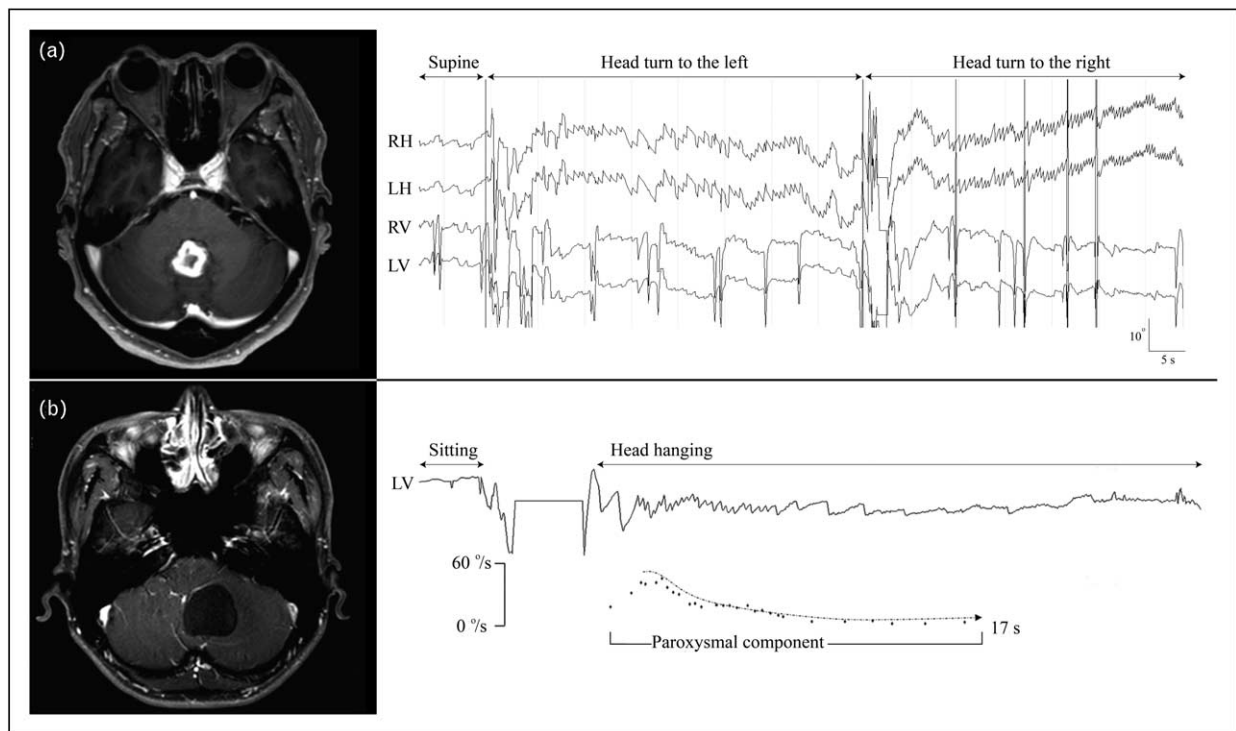 (a)
Supine
Head turn to the left
Head turn to the right
RH
LH
RV
LV
10°
5 s
(b)
Sitting
Head hanging
LV
60 °/s
0 °/s
Paroxysmal component
17 s